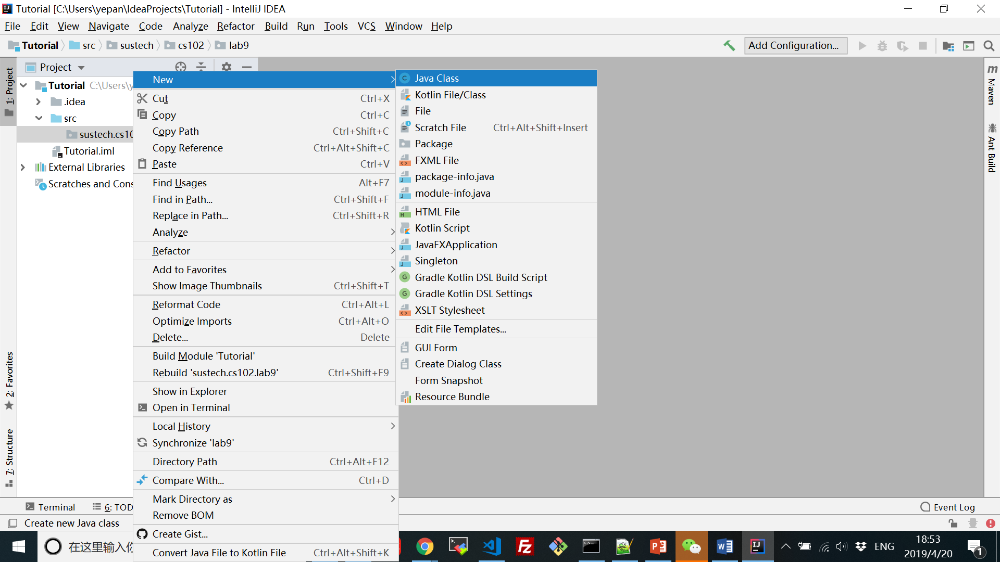 Tutorial [C:\Users\yepan\IdeaProjects\Tutorial] - IntelliJ IDEA
File Edit View Navigate Code Analyze Refactor Build Run Tools VCS Window Help
Tutorial src sustech cs102 lab9
Add Configuration...
1: Project
2: Favorites
7: Structure
Project
Tutorial C:\Users\y
.idea
src
sustech.cs10
Tutorial.iml
External Libraries
Scratches and Cons
New
Cut Ctrl+X
Copy Ctrl+C
Copy Path Ctrl+Shift+C
Copy Reference Ctrl+Alt+Shift+C
Paste Ctrl+V
Find Usages Alt+F7
Find in Path... Ctrl+Shift+F
Replace in Path... Ctrl+Shift+R
Analyze
Refactor
Add to Favorites
Show Image Thumbnails Ctrl+Shift+T
Reformat Code Ctrl+Alt+L
Optimize Imports Ctrl+Alt+O
Delete... Delete
Build Module 'Tutorial'
Rebuild 'sustech.cs102.lab9' Ctrl+Shift+F9
Show in Explorer
Open in Terminal
Local History
Synchronize 'lab9'
Directory Path Ctrl+Alt+F12
Compare With... Ctrl+D
Mark Directory as
Remove BOM
Create Gist...
Convert Java File to Kotlin File Ctrl+Alt+Shift+K
Java Class
Kotlin File/Class
File
Scratch File Ctrl+Alt+Shift+Insert
Package
FXML File
package-info.java
module-info.java
HTML File
Kotlin Script
JavaFXApplication
Singleton
Gradle Kotlin DSL Build Script
Gradle Kotlin DSL Settings
XSLT Stylesheet
Edit File Templates...
GUI Form
Create Dialog Class
Form Snapshot
Resource Bundle
Maven
Ant Build
Terminal 6: TOD
Event Log
Create new Java class
在这里输入你
ENG
18:53
2019/4/20
1